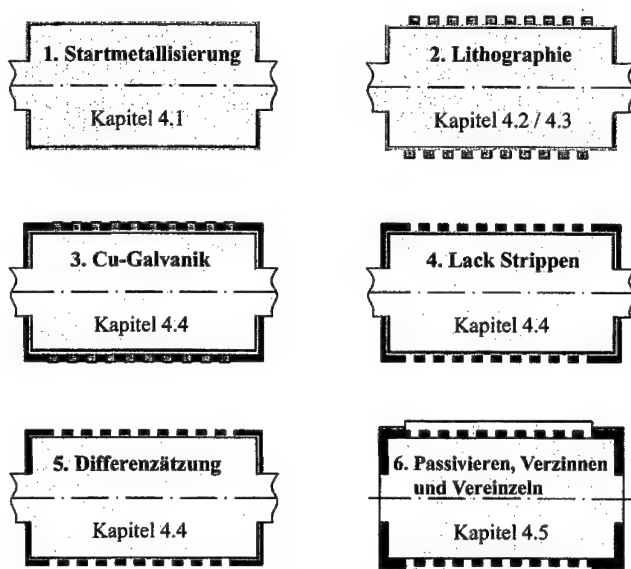 1. Startmetallisierung
Kapitel 4.1
2. Lithographie
Kapitel 4.2 / 4.3
3. Cu-Galvanik
Kapitel 4.4
4. Lack Strippen
Kapitel 4.4
5. Differenzätzung
Kapitel 4.4
6. Passivieren, Verzinnen
und Vereinzeln
Kapitel 4.5